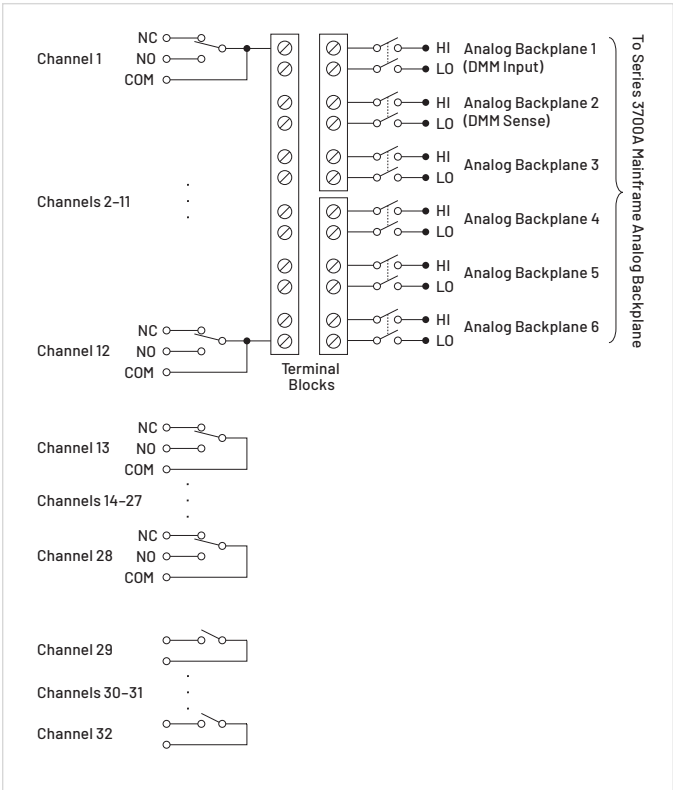 Channel 1
NC
NO
COM
HI
LO
Analog Backplane 1
(DMM Input)
HI
LO
Analog Backplane 2
(DMM Sense)
HI
LO
Analog Backplane 3
Channels 2–11
HI
LO
Analog Backplane 4
HI
LO
Analog Backplane 5
HI
LO
Analog Backplane 6
To Series 3700A Mainframe Analog Backplane
Channel 12
NC
NO
COM
Terminal
Blocks
Channel 13
NC
NO
COM
Channels 14–27
Channel 28
NC
NO
COM
Channel 29
Channels 30–31
Channel 32